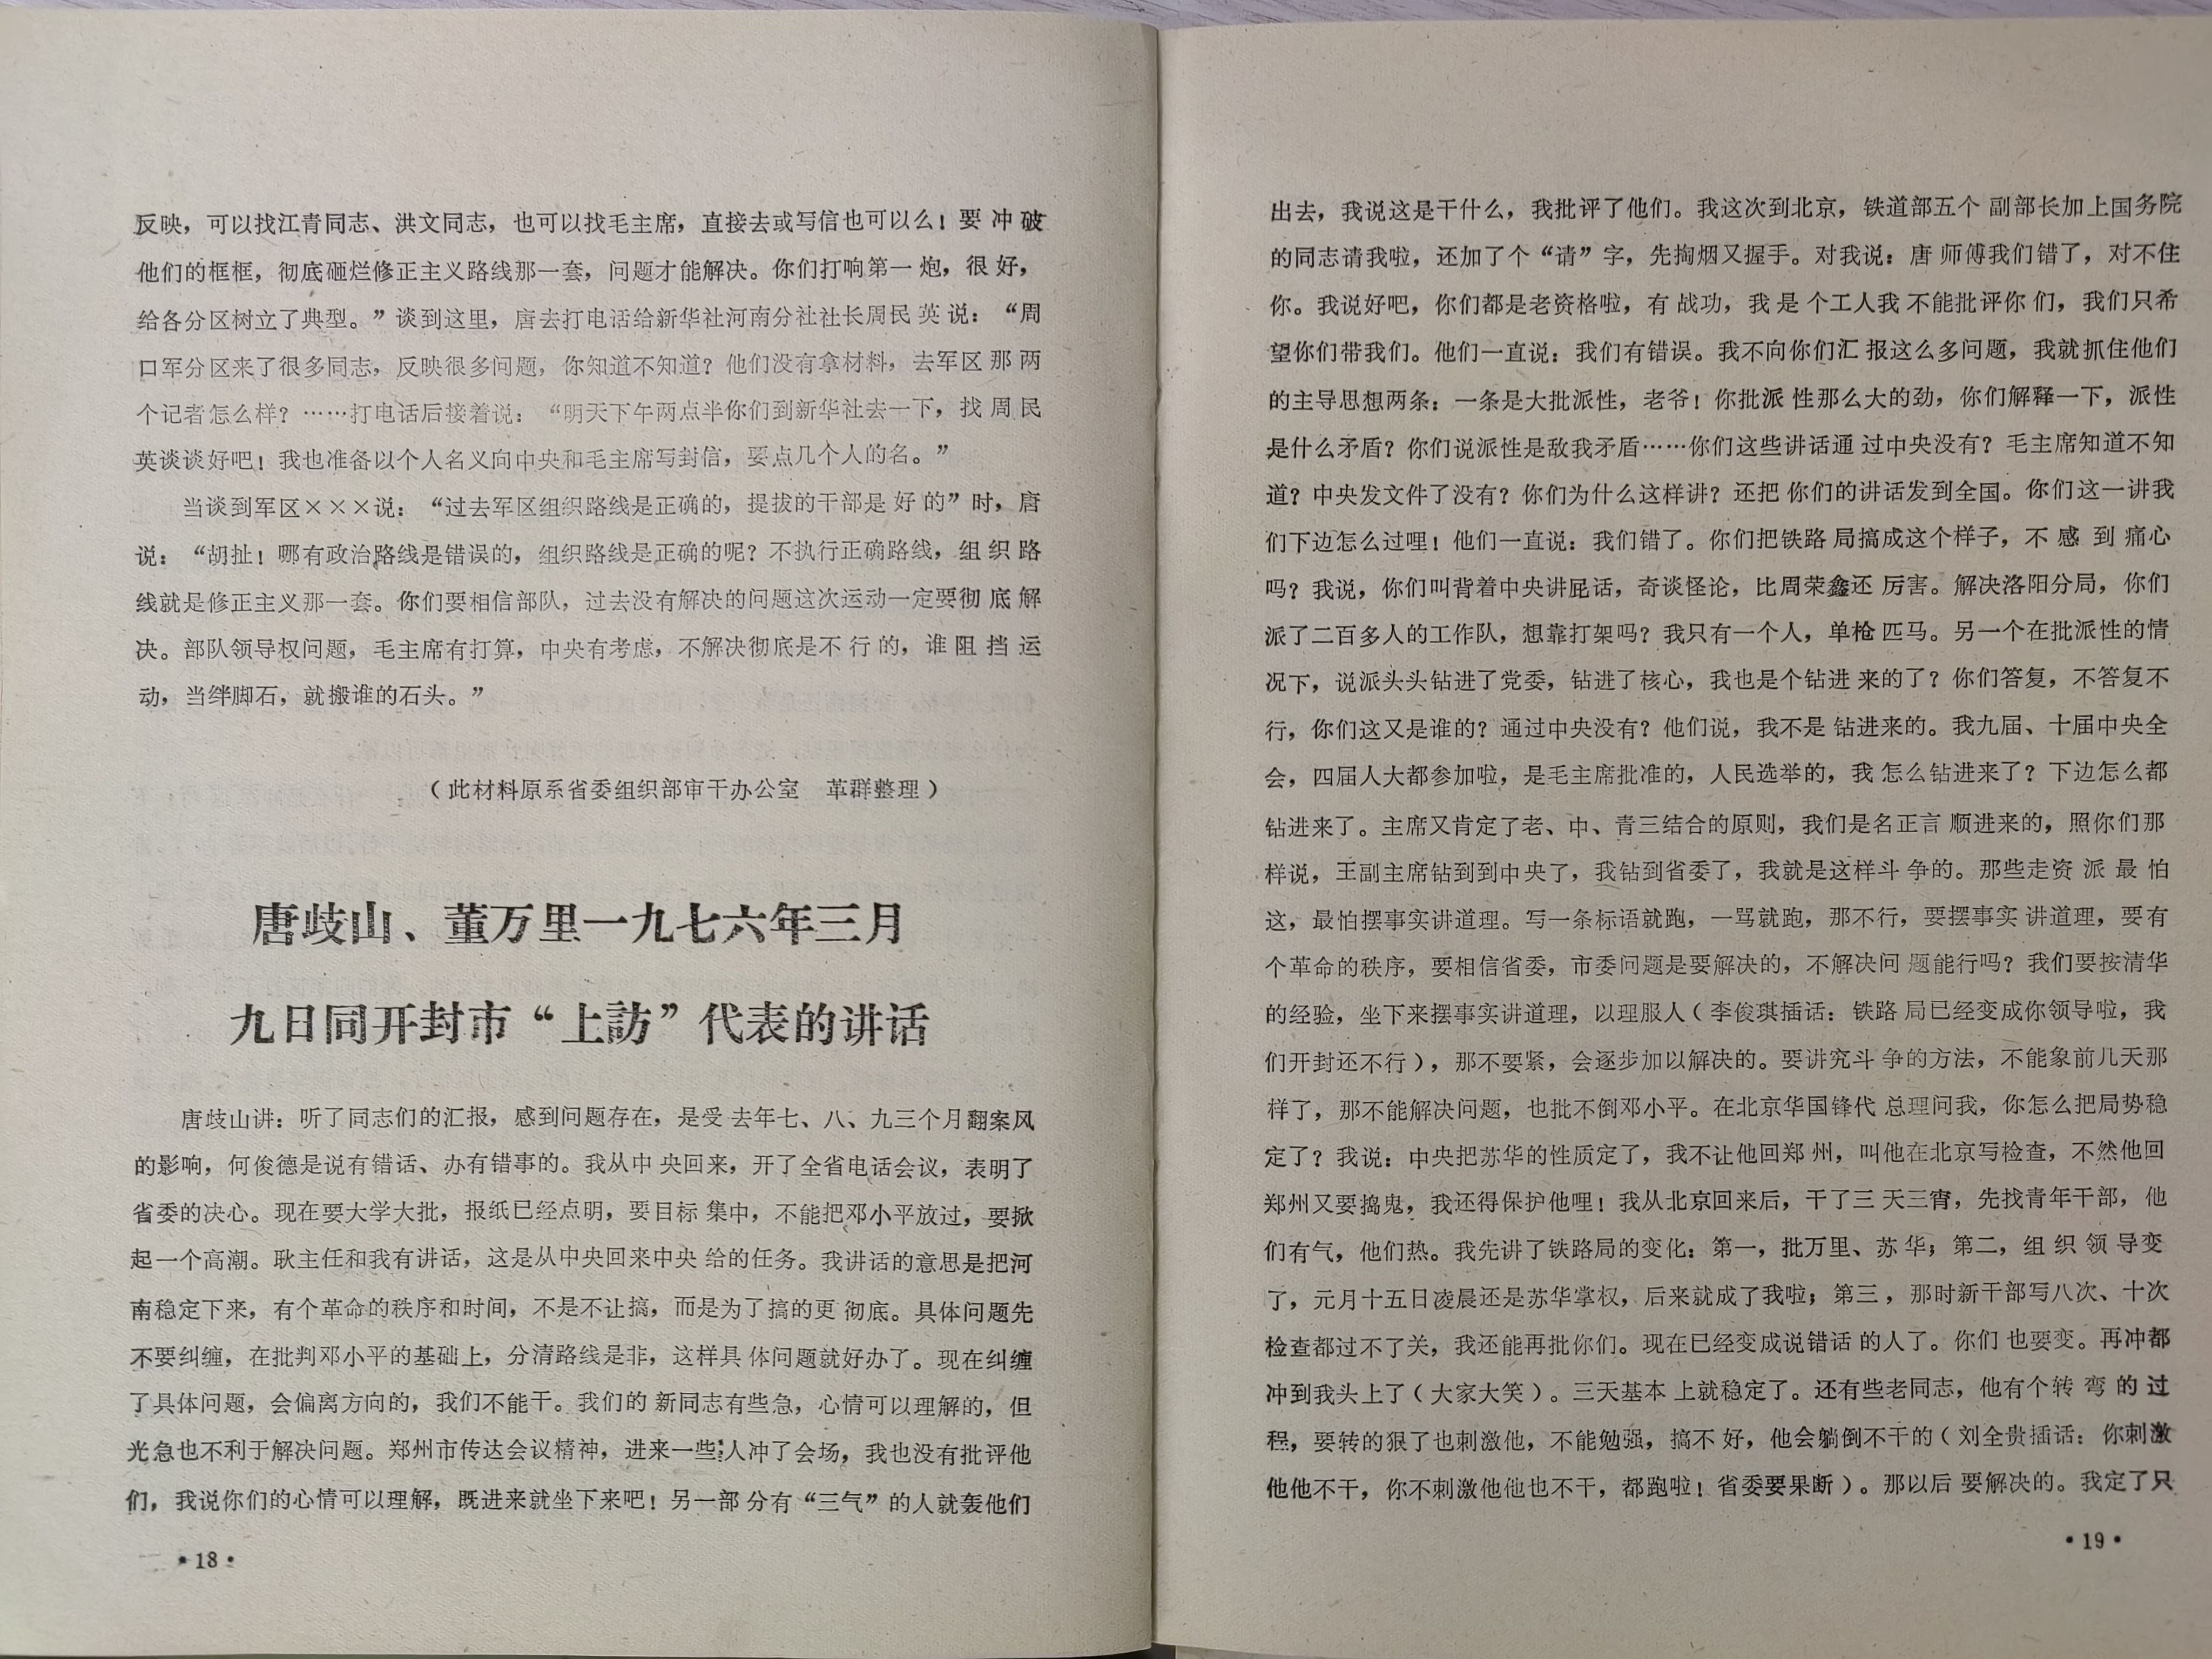 反映，可以找江青同志、洪文同志，也可以找毛主席，直接去或写信也可以么！要冲破
他们的框框，彻底砸烂修正主义路线那一套，问题才能解决。你们打响第一炮，很好，
给各分区树立了典型。”谈到这里，唐去打电话给新华社河南分社社长周民英说：“周
口军分区来了很多同志，反映很多问题，你知道不知道？他们没有拿材料，去军区那两
个记者怎么样？……打电话后接着说：“明天下午两点半你们到新华社去一下，找周民
英谈谈好吧！我也准备以个人名义向中央和毛主席写封信，要点几个人的名。”
当谈到军区×××说：“过去军区组织路线是正确的，提拔的干部是好的”时，唐
说：“胡扯！哪有政治路线是错误的，组织路线是正确的呢？不执行正确路线，组织路
线就是修正主义那一套。你们要相信部队，过去没有解决的问题这次运动一定要彻底解
决。部队领导权问题，毛主席有打算，中央有考虑，不解决彻底是不行的，谁阻挡运
动，当绊脚石，就搬谁的石头。”
（此材料原系省委组织部审干办公室　革群整理）
唐歧山、董万里一九七六年三月
九日同开封市“上訪”代表的讲话
唐歧山讲：听了同志们的汇报，感到问题存在，是受去年七、八、九三个月翻案风
的影响，何俊德是说有错话、办有错事的。我从中央回来，开了全省电话会议，表明了
省委的决心。现在要大学大批，报纸已经点明，要目标集中，不能把邓小平放过，要掀
起一个高潮。耿主任和我有讲话，这是从中央回来中央给的任务。我讲话的意思是把河
南稳定下来，有个革命的秩序和时间，不是不让搞，而是为了搞的更彻底。具体问题先
不要纠缠，在批判邓小平的基础上，分清路线是非，这样具体问题就好办了。现在纠缠
了具体问题，会偏离方向的，我们不能干。我们的新同志有些急，心情可以理解的，但
光急也不利于解决问题。郑州市传达会议精神，进来一些人冲了会场，我也没有批评他
们，我说你们的心情可以理解，既进来就坐下来吧！另一部分有“三气”的人就轰他们
•18•
出去，我说这是干什么，我批评了他们。我这次到北京，铁道部五个副部长加上国务院
的同志请我啦，还加了个“请”字，先掏烟又握手。对我说：唐师傅我们错了，对不住
你。我说好吧，你们都是老资格啦，有战功，我是个工人我不能批评你们，我们只希
望你们带我们。他们一直说：我们有错误。我不向你们汇报这么多问题，我就抓住他们
的主导思想两条：一条是大批派性，老爷！你批派性那么大的劲，你们解释一下，派性
是什么矛盾？你们说派性是敌我矛盾……你们这些讲话通过中央没有？毛主席知道不知
道？中央发文件了没有？你们为什么这样讲？还把你们的讲话发到全国。你们这一讲我
们下边怎么过哩！他们一直说：我们错了。你们把铁路局搞成这个样子，不感到痛心
吗？我说，你们叫背着中央讲屁话，奇谈怪论，比周荣鑫还厉害。解决洛阳分局，你们
派了二百多人的工作队，想靠打架吗？我只有一个人，单枪匹马。另一个在批派性的情
况下，说派头头钻进了党委，钻进了核心，我也是个钻进来的了？你们答复，不答复不
行，你们这又是谁的？通过中央没有？他们说，我不是钻进来的。我九届、十届中央全
会，四届人大都参加啦，是毛主席批准的，人民选举的，我怎么钻进来了？下边怎么都
钻进来了。主席又肯定了老、中、青三结合的原则，我们是名正言顺进来的，照你们那
样说，王副主席钻到到中央了，我钻到省委了，我就是这样斗争的。那些走资派最怕
这，最怕摆事实讲道理。写一条标语就跑，一骂就跑，那不行，要摆事实讲道理，要有
个革命的秩序，要相信省委，市委问题是要解决的，不解决问题能行吗？我们要按清华
的经验，坐下来摆事实讲道理，以理服人（李俊琪插话：铁路局已经变成你领导啦，我
们开封还不行），那不要紧，会逐步加以解决的。要讲究斗争的方法，不能象前几天那
样了，那不能解决问题，也批不倒邓小平。在北京华国锋代总理问我，你怎么把局势稳
定了？我说：中央把苏华的性质定了，我不让他回郑州，叫他在北京写检查，不然他回
郑州又要捣鬼，我还得保护他哩！我从北京回来后，干了三天三宵，先找青年干部，他
们有气，他们热。我先讲了铁路局的变化：第一，批万里、苏华；第二，组织领导变
了，元月十五日凌晨还是苏华掌权，后来就成了我啦；第三，那时新干部写八次、十次
检查都过不了关，我还能再批你们。现在已经变成说错话的人了。你们也要变。再冲都
冲到我头上了（大家大笑）。三天基本上就稳定了。还有些老同志，他有个转弯的过
程，要转的狠了也刺激他，不能勉强，搞不好，他会躺倒不干的（刘全贵插话：你刺激
他他不干，你不刺激他他也不干，都跑啦！省委要果断）。那以后要解决的。我定了只
•19•